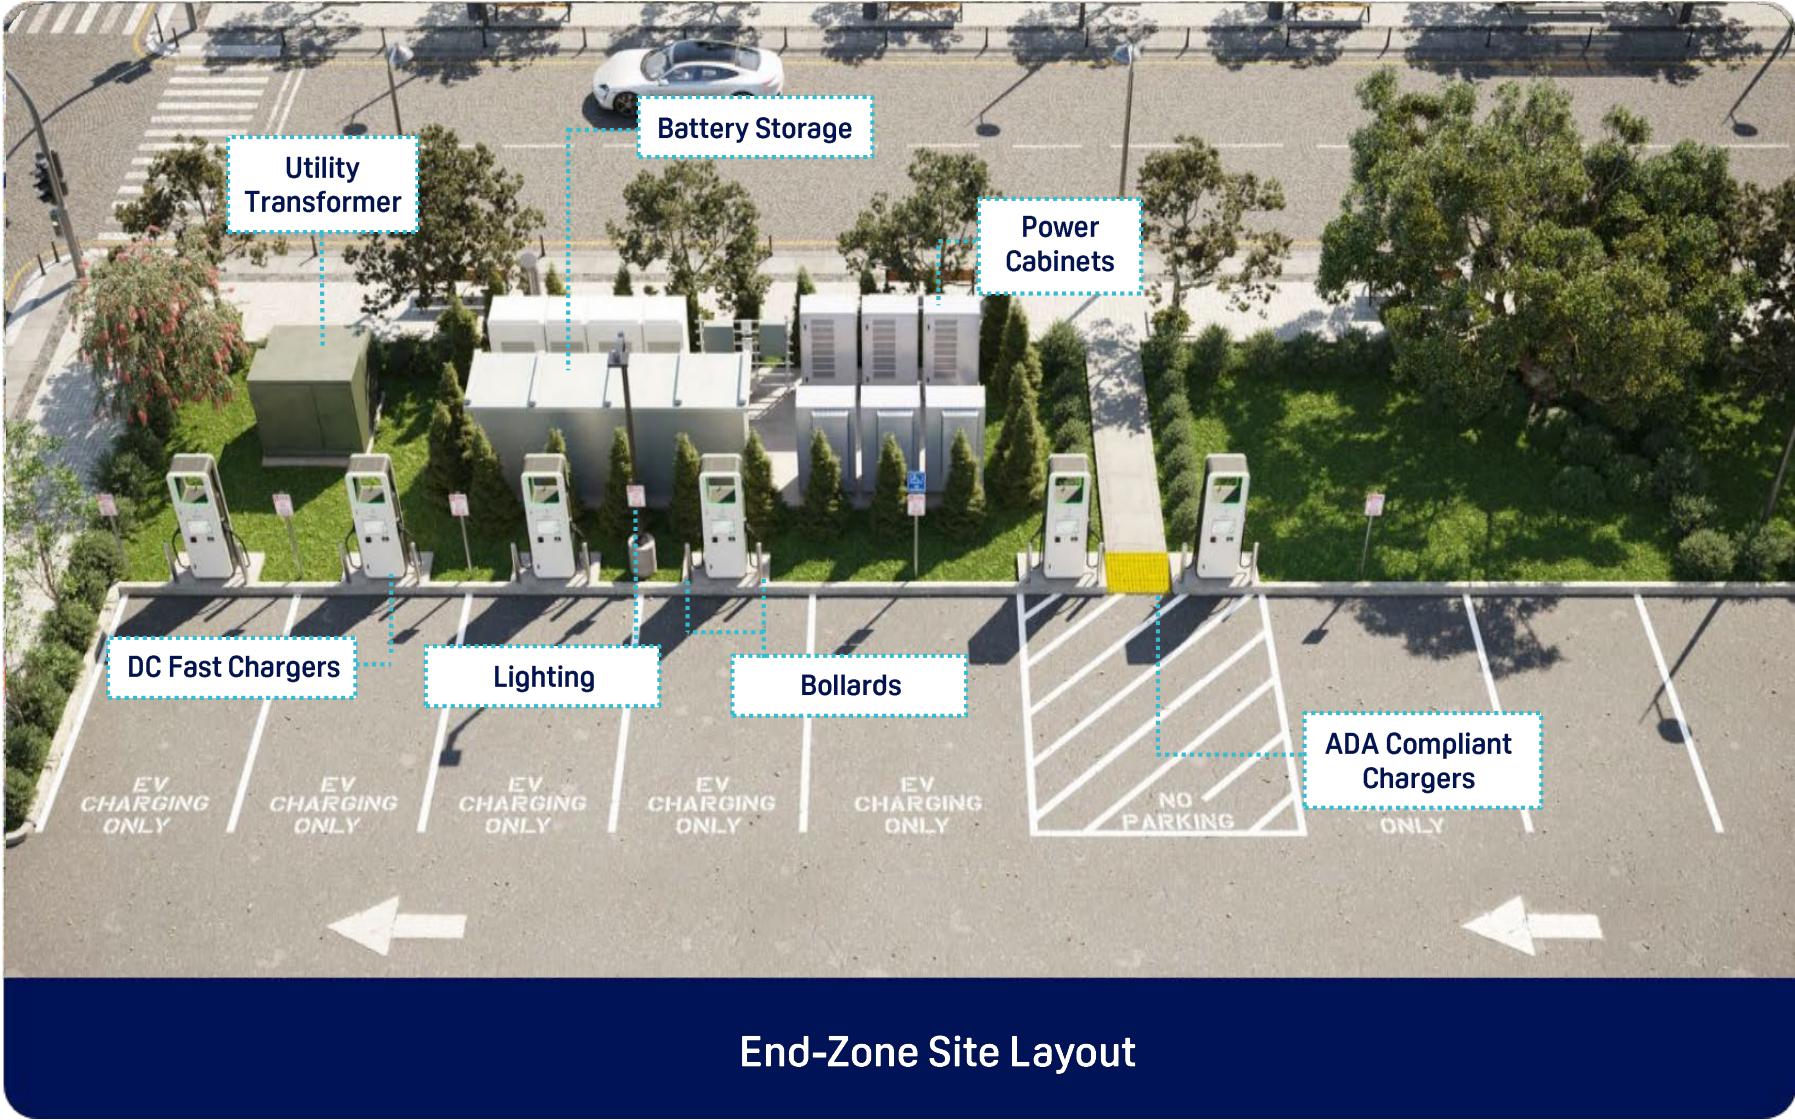 Battery Storage
Utility
Transformer
Power
Cabinets
DC Fast Chargers
Lighting
Bollards
ADA Compliant
Chargers
EV
CHARGING
ONLY
EV
CHARGING
ONLY
EV
CHARGING
ONLY
EV
CHARGING
ONLY
EV
CHARGING
ONLY
NO
PARKING
ONLY
End-Zone Site Layout